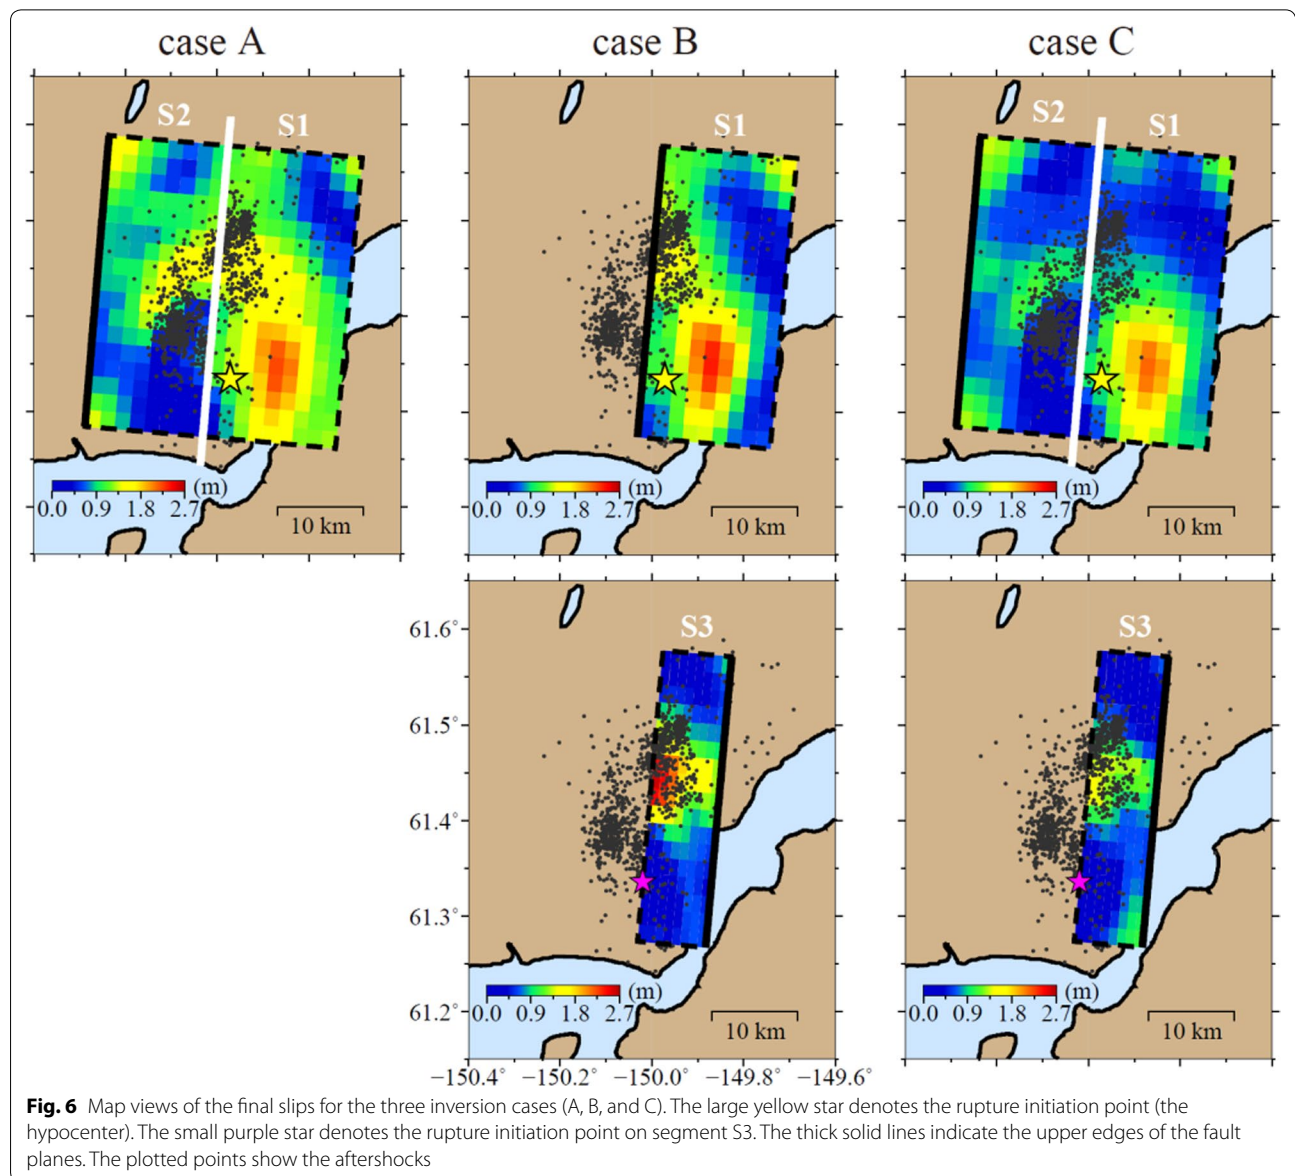 case A
case B
case C
S2
S1
S1
S2
S1
(m)
0.0 0.9 1.8 2.7
10 km
(m)
0.0 0.9 1.8 2.7
10 km
(m)
0.0 0.9 1.8 2.7
10 km
61.6°
61.5°
61.4°
61.3°
61.2°
S3
S3
(m)
0.0 0.9 1.8 2.7
10 km
(m)
0.0 0.9 1.8 2.7
10 km
−150.4° −150.2° −150.0° −149.8° −149.6°
Fig. 6 Map views of the final slips for the three inversion cases (A, B, and C). The large yellow star denotes the rupture initiation point (the
hypocenter). The small purple star denotes the rupture initiation point on segment S3. The thick solid lines indicate the upper edges of the fault
planes. The plotted points show the aftershocks